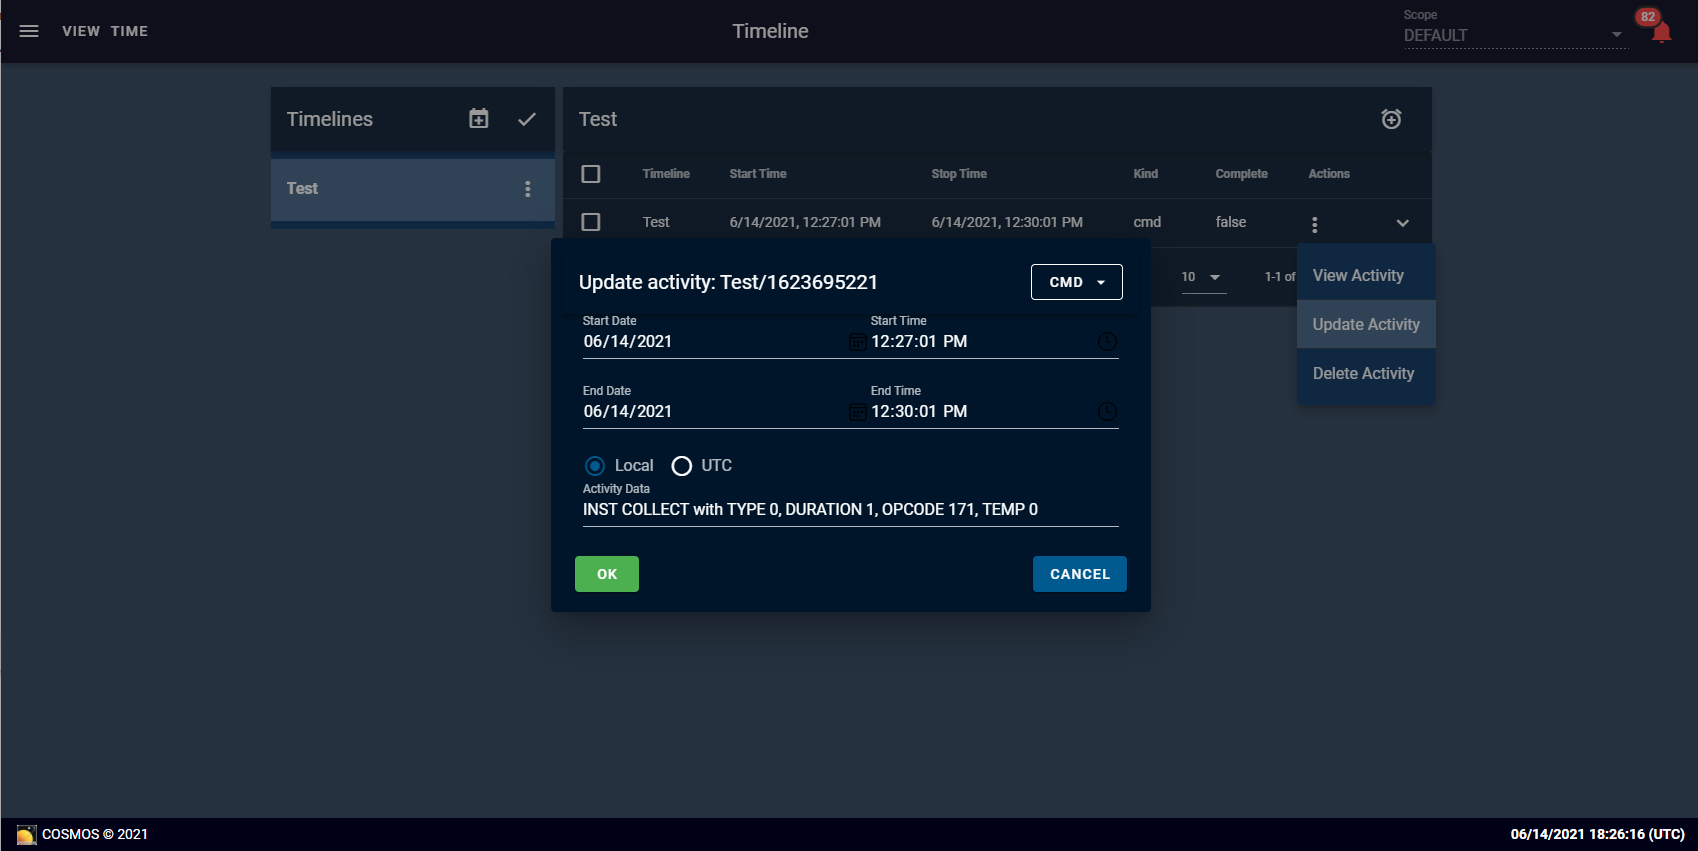 VIEW TIME
Timeline
Scope
DEFAULT
82
Timelines
Test
Test
Timeline Start Time Stop Time Kind Complete Actions
Test 6/14/2021, 12:27:01 PM 6/14/2021, 12:30:01 PM cmd false
10 1-1 of
View Activity
Update Activity
Delete Activity
Update activity: Test/1623695221
CMD
Start Date Start Time
06/14/2021 12:27:01 PM
End Date End Time
06/14/2021 12:30:01 PM
Local UTC
Activity Data
INST COLLECT with TYPE 0, DURATION 1, OPCODE 171, TEMP 0
OK CANCEL
COSMOS © 2021
06/14/2021 18:26:16 (UTC)